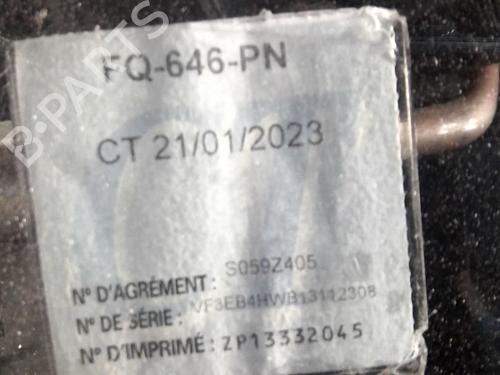 FQ-646-PN
CT 21/01/2023
N° D'AGRÉMENT : S059Z405
N° DE SÉRIE : VF3EB4HWB13112308
N° D'IMPRIMÉ : ZP13332045
B-PARTS